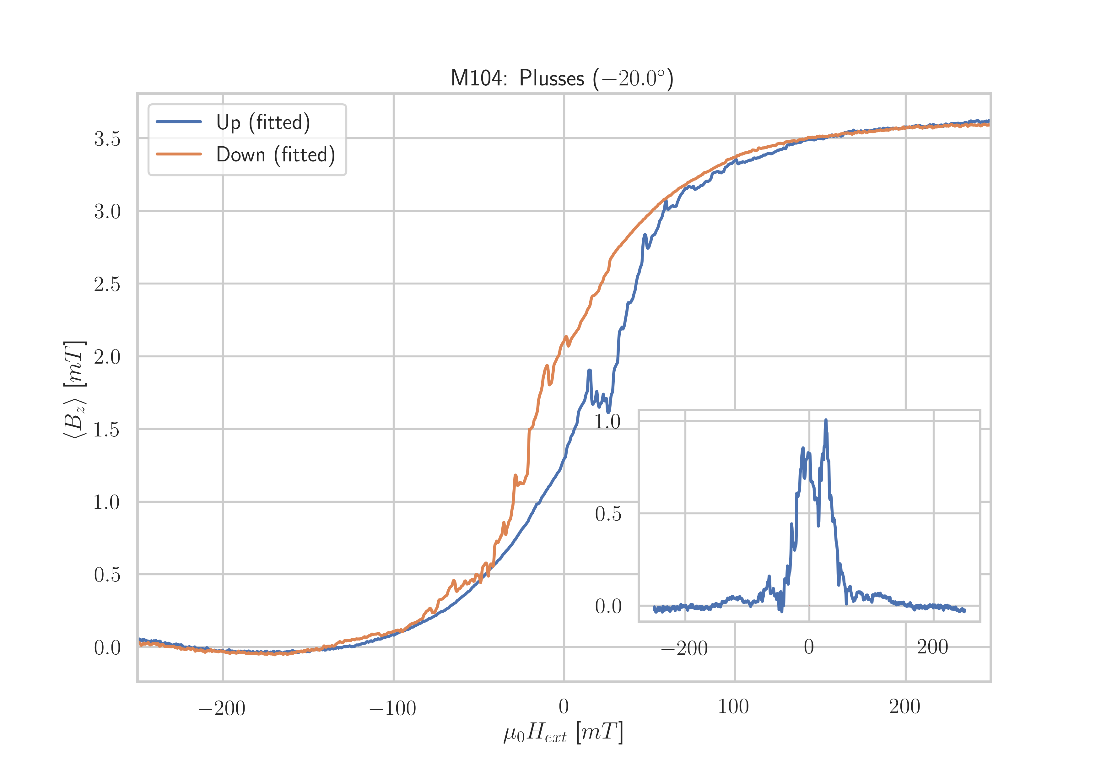 M104: Plusses (−20.0°)
Up (fitted)
Down (fitted)
3.5
3.0
2.5
2.0
1.5
1.0
0.5
0.0
⟨B_z⟩ [mT]
1.0
0.5
0.0
−200 0 200
−200 −100 0 100 200
μ₀H_ext [mT]